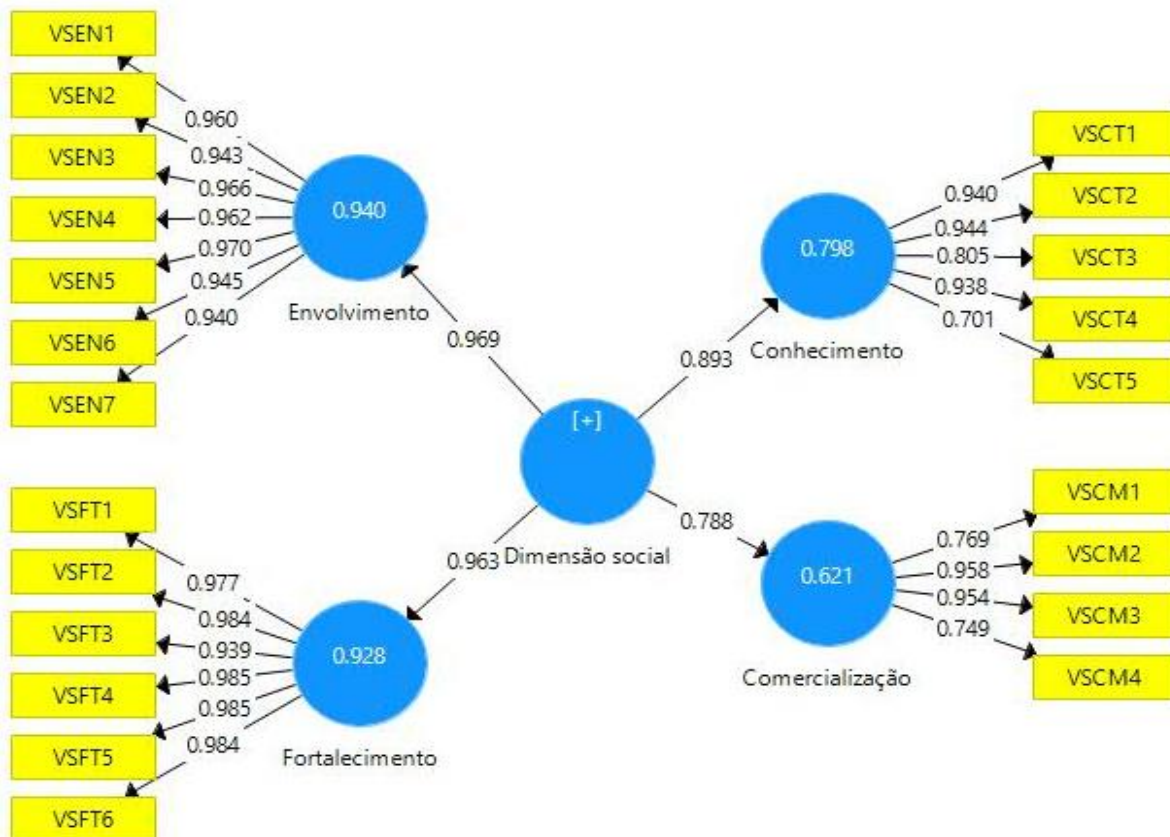 VSEN1
VSEN2
VSEN3
VSEN4
VSEN5
VSEN6
VSEN7
0.960
0.943
0.966
0.962
0.970
0.945
0.940
0.940
Envolvimento
0.969
VSCT1
VSCT2
VSCT3
VSCT4
VSCT5
0.940
0.944
0.805
0.938
0.701
0.798
Conhecimento
0.893
[+]
Dimensão social
0.963
0.788
VSFT1
VSFT2
VSFT3
VSFT4
VSFT5
VSFT6
0.977
0.984
0.939
0.985
0.985
0.984
0.928
Fortalecimento
VSCM1
VSCM2
VSCM3
VSCM4
0.769
0.958
0.954
0.749
0.621
Comercialização